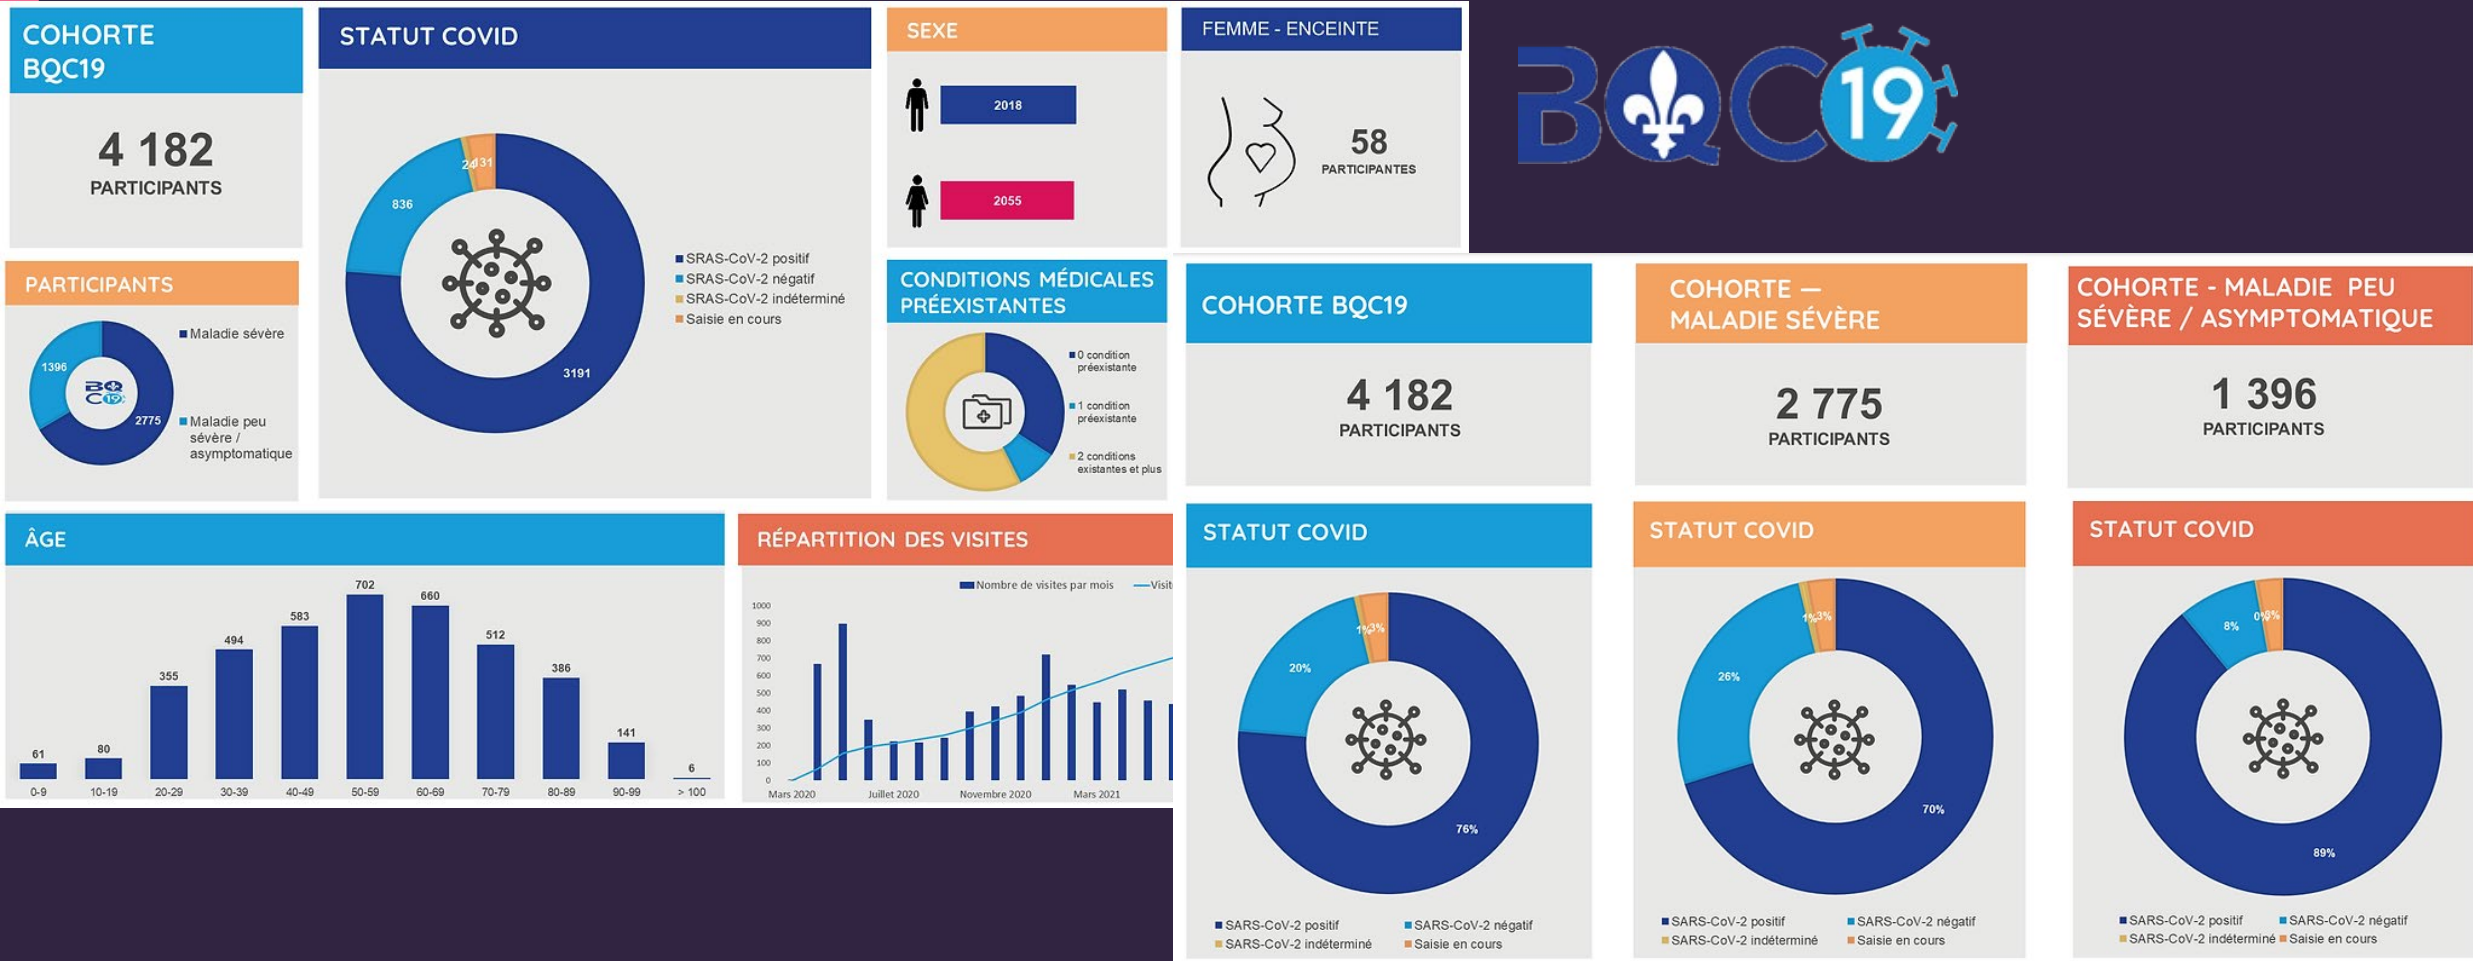 COHORTE
BQC19
4 182
PARTICIPANTS
STATUT COVID
836
24
131
3191
SRAS-CoV-2 positif
SRAS-CoV-2 négatif
SRAS-CoV-2 indéterminé
Saisie en cours
SEXE
2018
2055
FEMME - ENCEINTE
58
PARTICIPANTES
BQC19
PARTICIPANTS
1396
2775
BQ
C19
Maladie sévère
Maladie peu
sévère /
asymptomatique
CONDITIONS MÉDICALES
PRÉEXISTANTES
0 condition
préexistante
1 condition
préexistante
2 conditions
existantes et plus
COHORTE BQC19
4 182
PARTICIPANTS
COHORTE —
MALADIE SÉVÈRE
2 775
PARTICIPANTS
COHORTE - MALADIE PEU
SÉVÈRE / ASYMPTOMATIQUE
1 396
PARTICIPANTS
ÂGE
61
80
355
494
583
702
660
512
386
141
6
0-9
10-19
20-29
30-39
40-49
50-59
60-69
70-79
80-89
90-99
> 100
RÉPARTITION DES VISITES
Nombre de visites par mois
Visit
1000
900
800
700
600
500
400
300
200
100
0
Mars 2020
Juillet 2020
Novembre 2020
Mars 2021
STATUT COVID
1%
3%
20%
76%
SARS-CoV-2 positif
SARS-CoV-2 négatif
SARS-CoV-2 indéterminé
Saisie en cours
STATUT COVID
1%
3%
26%
70%
SARS-CoV-2 positif
SARS-CoV-2 négatif
SARS-CoV-2 indéterminé
Saisie en cours
STATUT COVID
8%
0%
3%
89%
SARS-CoV-2 positif
SARS-CoV-2 négatif
SARS-CoV-2 indéterminé
Saisie en cours